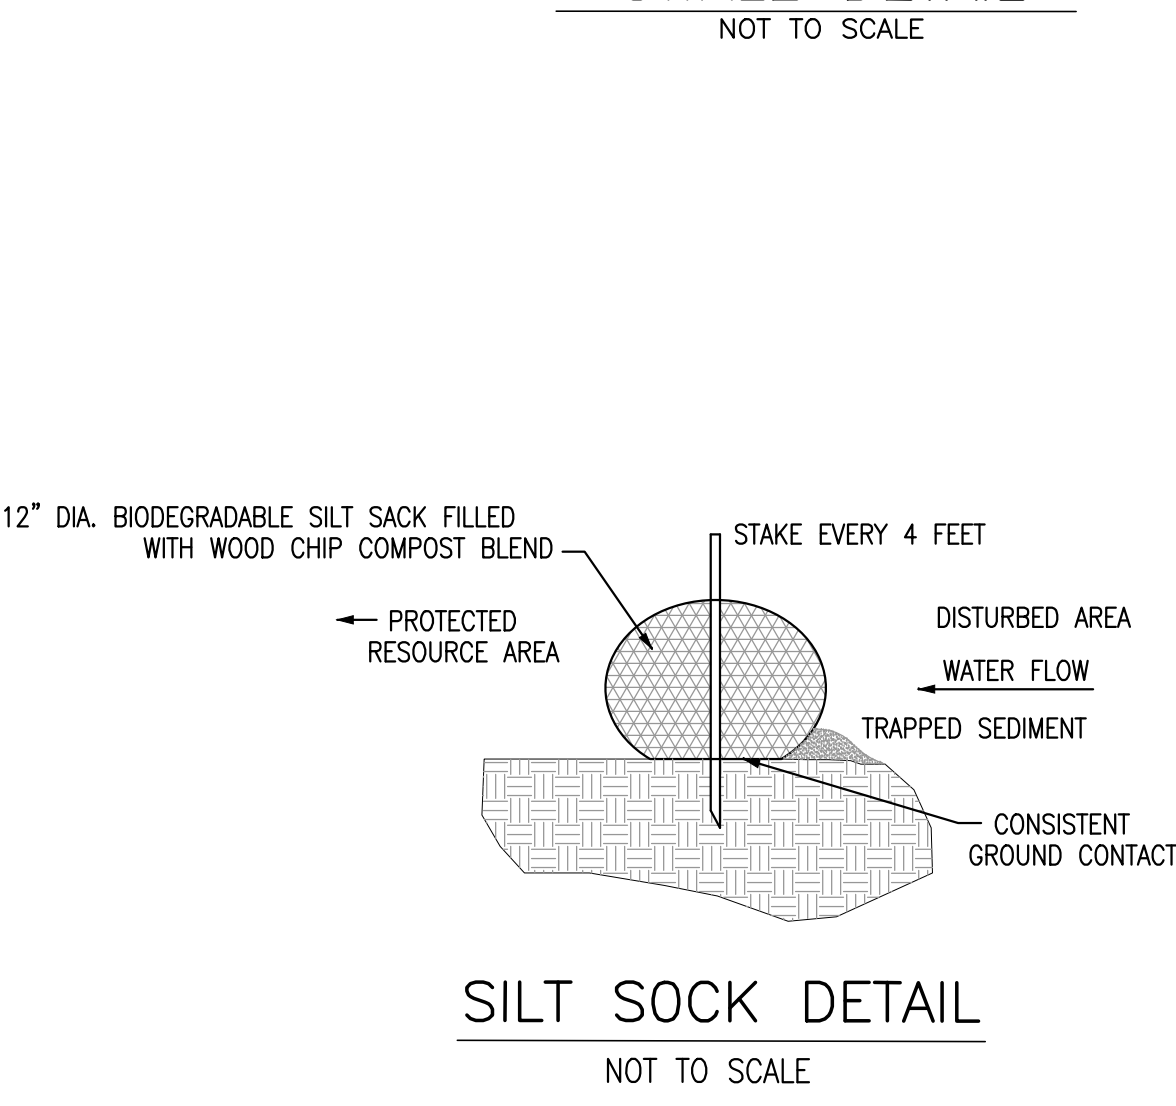 NOT TO SCALE
12" DIA. BIODEGRADABLE SILT SACK FILLED
WITH WOOD CHIP COMPOST BLEND
STAKE EVERY 4 FEET
PROTECTED
RESOURCE AREA
DISTURBED AREA
WATER FLOW
TRAPPED SEDIMENT
CONSISTENT
GROUND CONTACT
SILT SOCK DETAIL
NOT TO SCALE